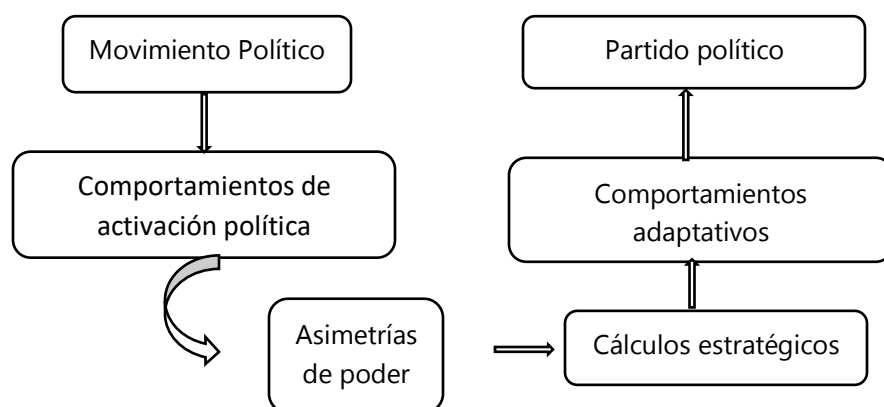 Movimiento Político
Partido político
Comportamientos de
activación política
Comportamientos
adaptativos
Asimetrías
de poder
Cálculos estratégicos